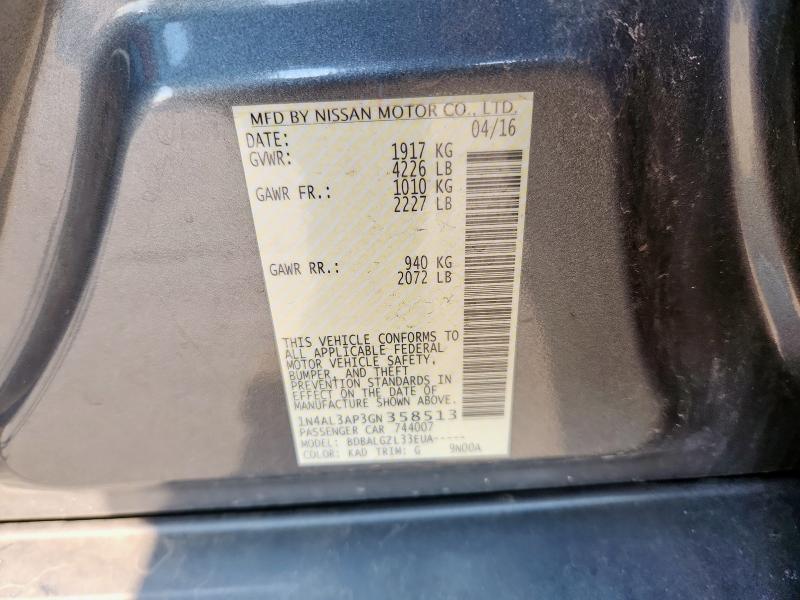 MFD BY NISSAN MOTOR CO., LTD.
DATE: 04/16
GVWR: 1917 KG
4226 LB
GAWR FR.: 1010 KG
2227 LB
GAWR RR.: 940 KG
2072 LB
THIS VEHICLE CONFORMS TO
ALL APPLICABLE FEDERAL
MOTOR VEHICLE SAFETY,
BUMPER, AND THEFT
PREVENTION STANDARDS IN
EFFECT ON THE DATE OF
MANUFACTURE SHOWN ABOVE.
1N4AL3AP3GN358513
PASSENGER CAR 744007
MODEL: BDBALGZL33EUA-----
COLOR: KAD TRIM: G 9N00A